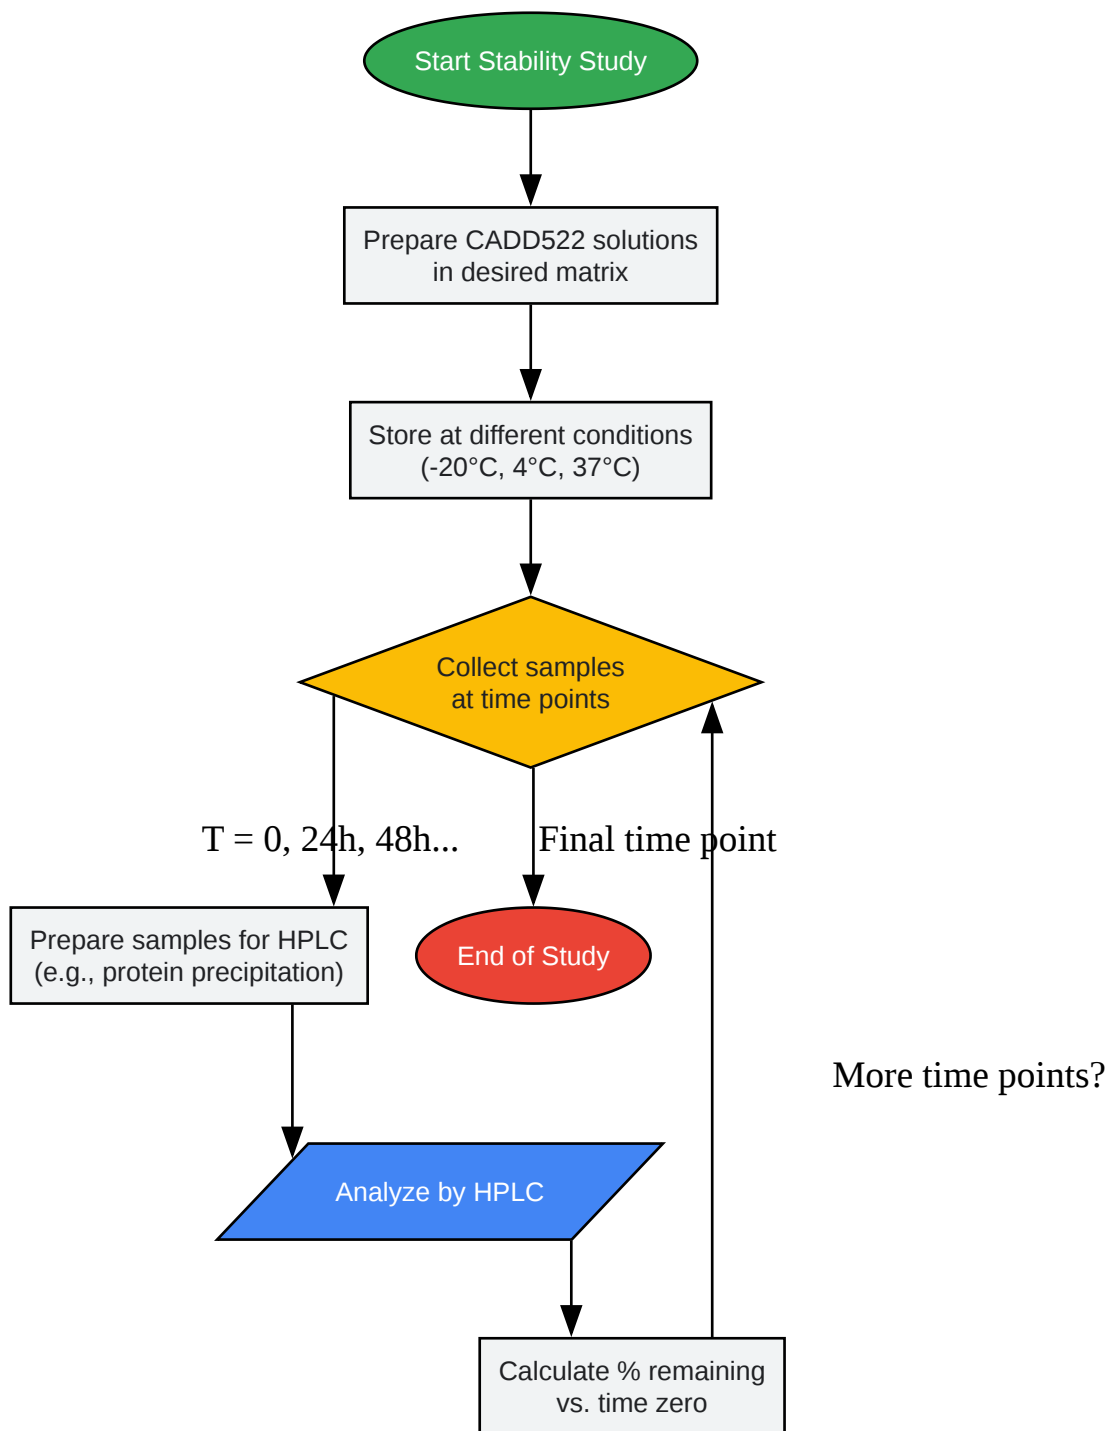 Start Stability Study
Prepare CADD522 solutions
in desired matrix
Store at different conditions
(-20°C, 4°C, 37°C)
Collect samples
at time points
T = 0, 24h, 48h...
Final time point
Prepare samples for HPLC
(e.g., protein precipitation)
End of Study
More time points?
Analyze by HPLC
Calculate % remaining
vs. time zero